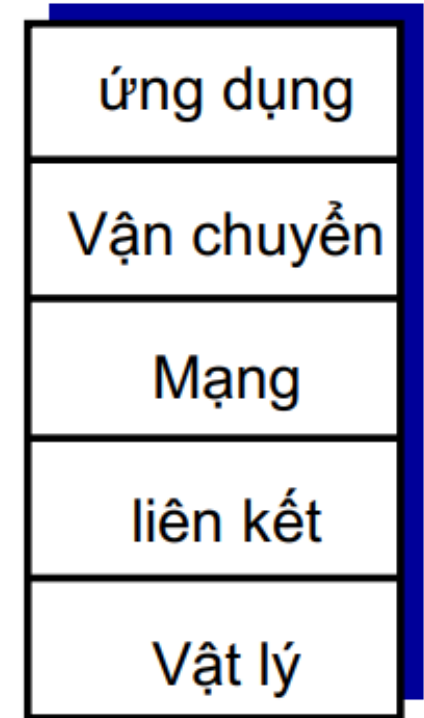 ứng dụng
Vận chuyển
Mạng
liên kết
Vật lý